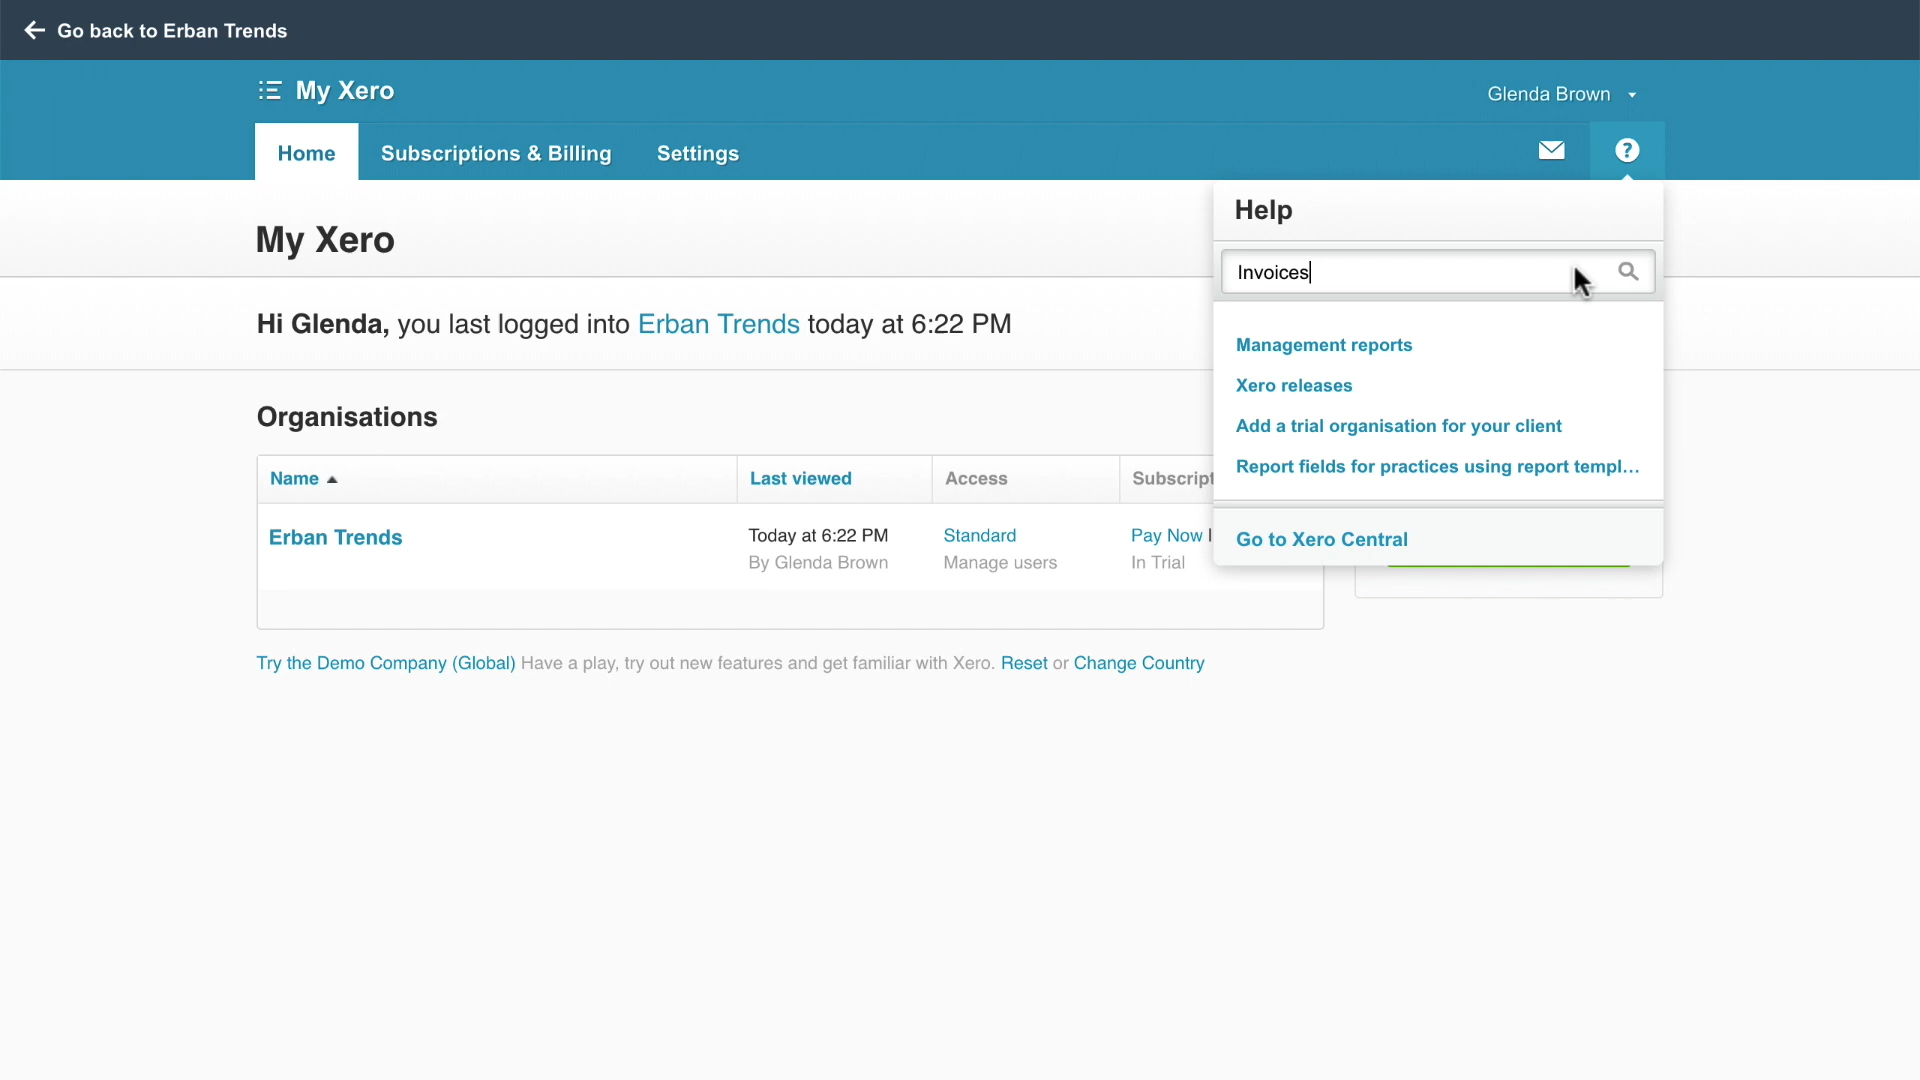 Go back to Erban Trends
My Xero
Glenda Brown
Home
Subscriptions & Billing
Settings
?
My Xero
Help
Invoices
Hi Glenda, you last logged into Erban Trends today at 6:22 PM
Management reports
Xero releases
Add a trial organisation for your client
Report fields for practices using report templ...
Go to Xero Central
Organisations
Name
Last viewed
Access
Subscript
Erban Trends
Today at 6:22 PM
By Glenda Brown
Standard
Manage users
Pay Now
In Trial
Try the Demo Company (Global) Have a play, try out new features and get familiar with Xero. Reset or Change Country